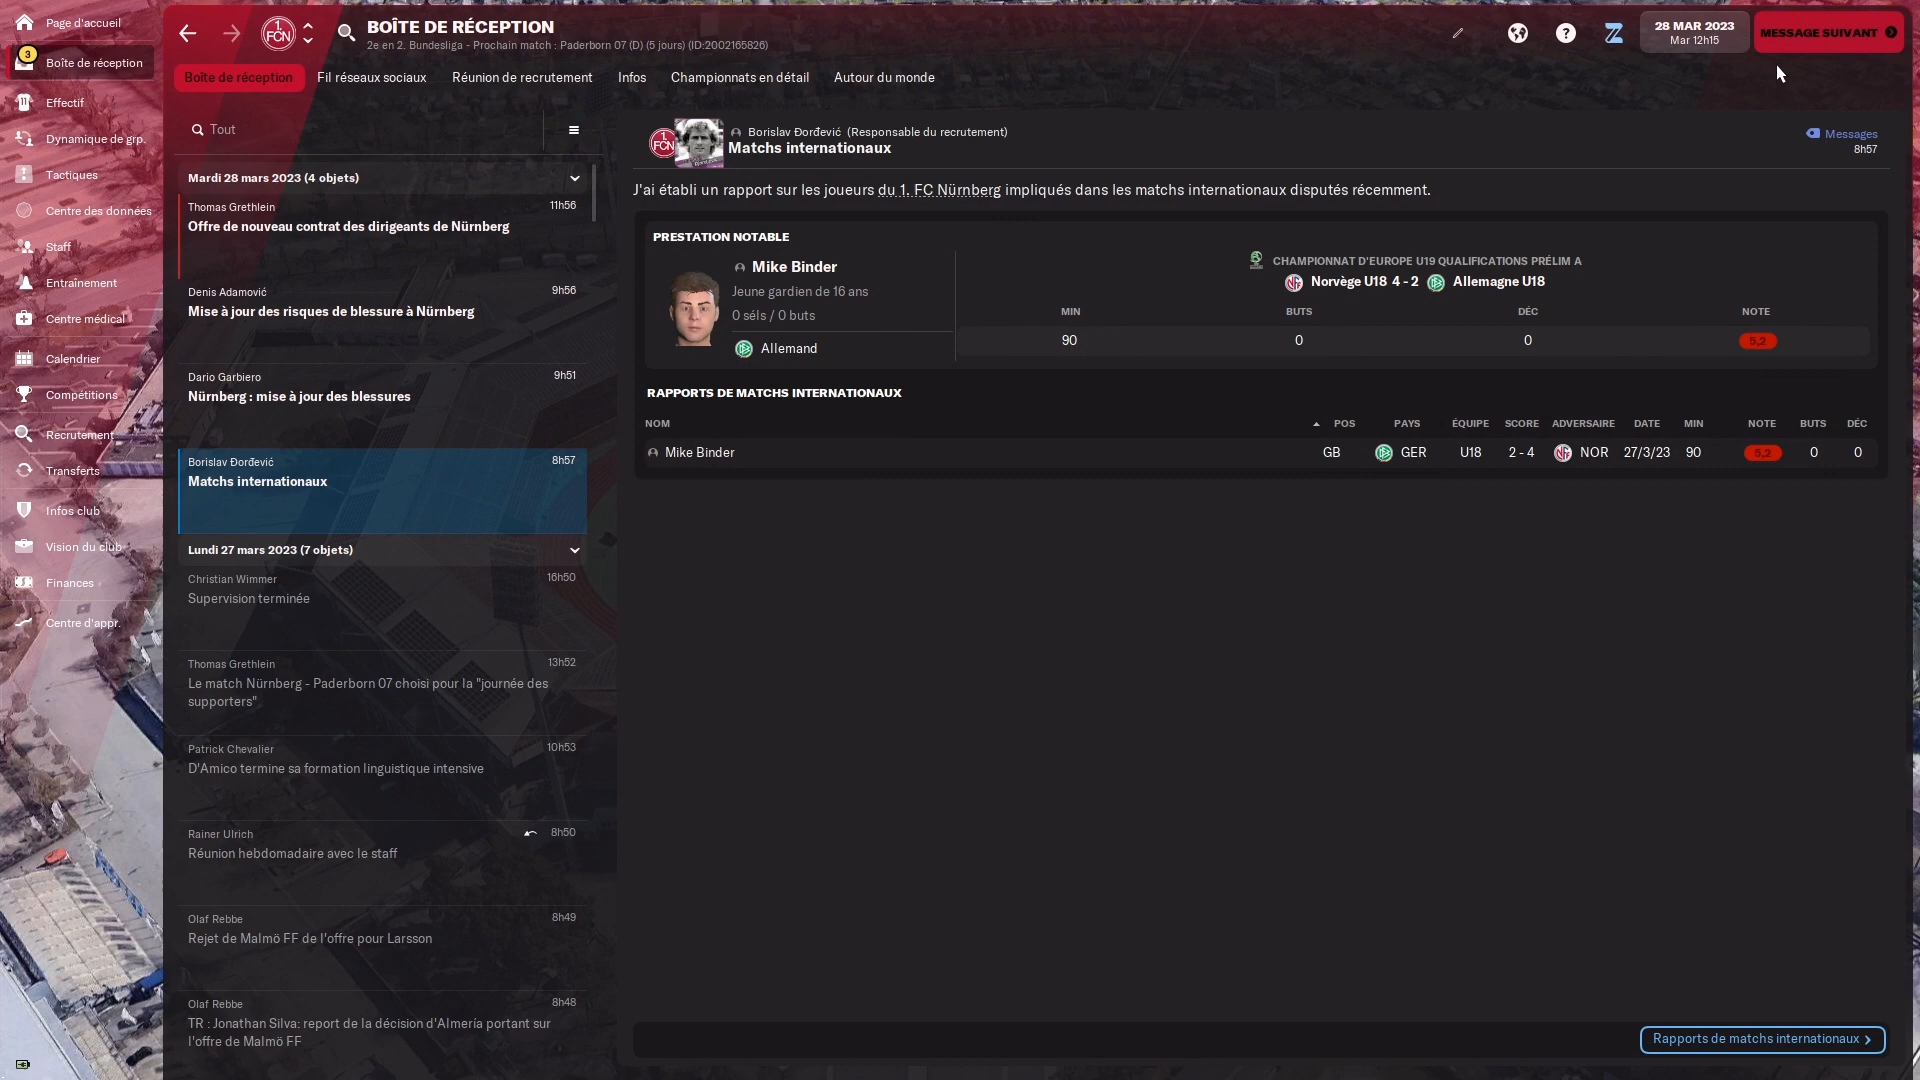 Page d'accueil
3
Boîte de réception
Effectif
Dynamique de grp.
Tactiques
Centre des données
Staff
Entraînement
Centre médical
Calendrier
Compétitions
Recrutement
Transferts
Infos club
Vision du club
Finances
Centre d'appr.
1. FCN
BOÎTE DE RÉCEPTION
2e en 2. Bundesliga - Prochain match : Paderborn 07 (D) (5 jours) (ID:2002165826)
28 MAR 2023
Mar 12h15
MESSAGE SUIVANT
Boîte de réception
Fil réseaux sociaux
Réunion de recrutement
Infos
Championnats en détail
Autour du monde
Tout
Mardi 28 mars 2023 (4 objets)
Thomas Grethlein 11h56
Offre de nouveau contrat des dirigeants de Nürnberg
Denis Adamović 9h56
Mise à jour des risques de blessure à Nürnberg
Dario Garbiero 9h51
Nürnberg : mise à jour des blessures
Borislav Đorđević 8h57
Matchs internationaux
Lundi 27 mars 2023 (7 objets)
Christian Wimmer 16h50
Supervision terminée
Thomas Grethlein 13h52
Le match Nürnberg - Paderborn 07 choisi pour la "journée des
supporters"
Patrick Chevalier 10h53
D'Amico termine sa formation linguistique intensive
Rainer Ulrich 8h50
Réunion hebdomadaire avec le staff
Olaf Rebbe 8h49
Rejet de Malmö FF de l'offre pour Larsson
Olaf Rebbe 8h48
TR : Jonathan Silva: report de la décision d'Almería portant sur
l'offre de Malmö FF
1. FCN
Borislav Đorđević (Responsable du recrutement)
Matchs internationaux
Messages
8h57
J'ai établi un rapport sur les joueurs du 1. FC Nürnberg impliqués dans les matchs internationaux disputés récemment.
PRESTATION NOTABLE
Mike Binder
Jeune gardien de 16 ans
0 séls / 0 buts
Allemand
CHAMPIONNAT D'EUROPE U19 QUALIFICATIONS PRÉLIM A
Norvège U18 4 - 2 Allemagne U18
MIN BUTS DÉC NOTE
90 0 0 5,2
RAPPORTS DE MATCHS INTERNATIONAUX
NOM POS PAYS ÉQUIPE SCORE ADVERSAIRE DATE MIN NOTE BUTS DÉC
Mike Binder GB GER U18 2 - 4 NOR 27/3/23 90 5,2 0 0
Rapports de matchs internationaux